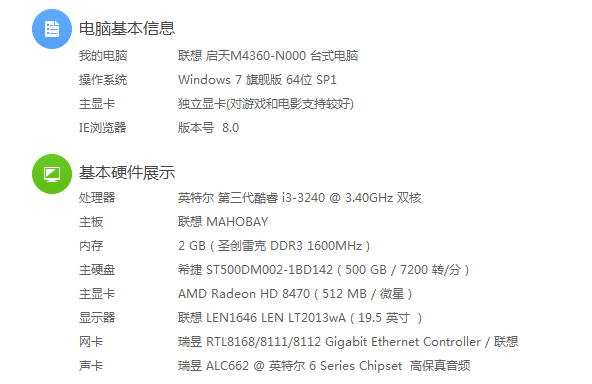 电脑基本信息
我的电脑 联想 启天M4360-N000 台式电脑
操作系统 Windows 7 旗舰版 64位 SP1
主显卡 独立显卡(对游戏和电影支持较好)
IE浏览器 版本号 8.0
基本硬件展示
处理器 英特尔 第三代酷睿 i3-3240 @ 3.40GHz 双核
主板 联想 MAHOBAY
内存 2 GB ( 圣创雷克 DDR3 1600MHz )
主硬盘 希捷 ST500DM002-1BD142 ( 500 GB / 7200 转/分 )
主显卡 AMD Radeon HD 8470 ( 512 MB / 微星 )
显示器 联想 LEN1646 LEN LT2013wA ( 19.5 英寸 )
网卡 瑞昱 RTL8168/8111/8112 Gigabit Ethernet Controller / 联想
声卡 瑞昱 ALC662 @ 英特尔 6 Series Chipset 高保真音频